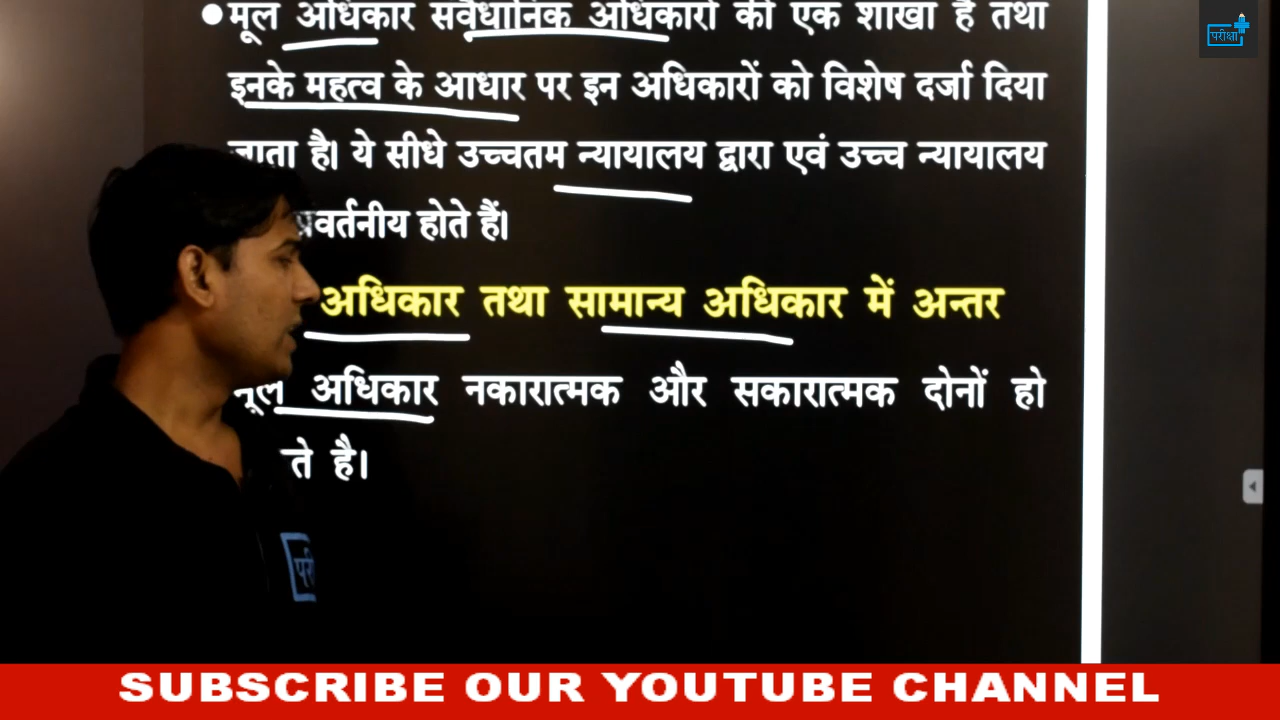 मूल अधिकार संवैधानिक अधिकारों की एक शाखा है तथा
इनके महत्व के आधार पर इन अधिकारों को विशेष दर्जा दिया
जाता है। ये सीधे उच्चतम न्यायालय द्वारा एवं उच्च न्यायालय
प्रवर्तनीय होते हैं।
अधिकार तथा सामान्य अधिकार में अन्तर
मूल अधिकार नकारात्मक और सकारात्मक दोनों हो
ते है।
परीक्षा
SUBSCRIBE OUR YOUTUBE CHANNEL